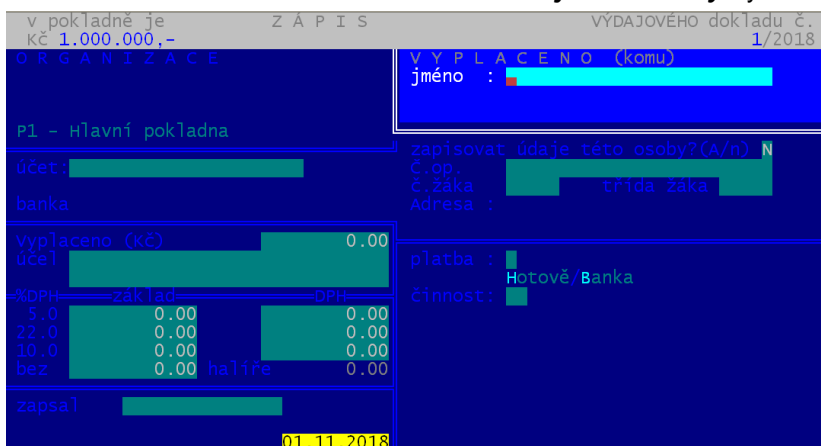 v pokladně je Z Á P I S VÝDAJOVÉHO dokladu č.
Kč 1.000.000,- 1/2018
O R G A N I Z A C E
P1 – Hlavní pokladna
V Y P L A C E N O (komu)
jméno :
účet
banka
zapisovat údaje této osoby?(A/n) N
č.op.
č.žáka třída žáka
Adresa :
Vyplaceno (Kč) 0.00
účel
%DPH základ DPH
5.0 0.00 0.00
22.0 0.00 0.00
10.0 0.00 0.00
bez 0.00 haliře 0.00
platba :
Hotově/Banka
činnost:
zapsal
01.11.2018